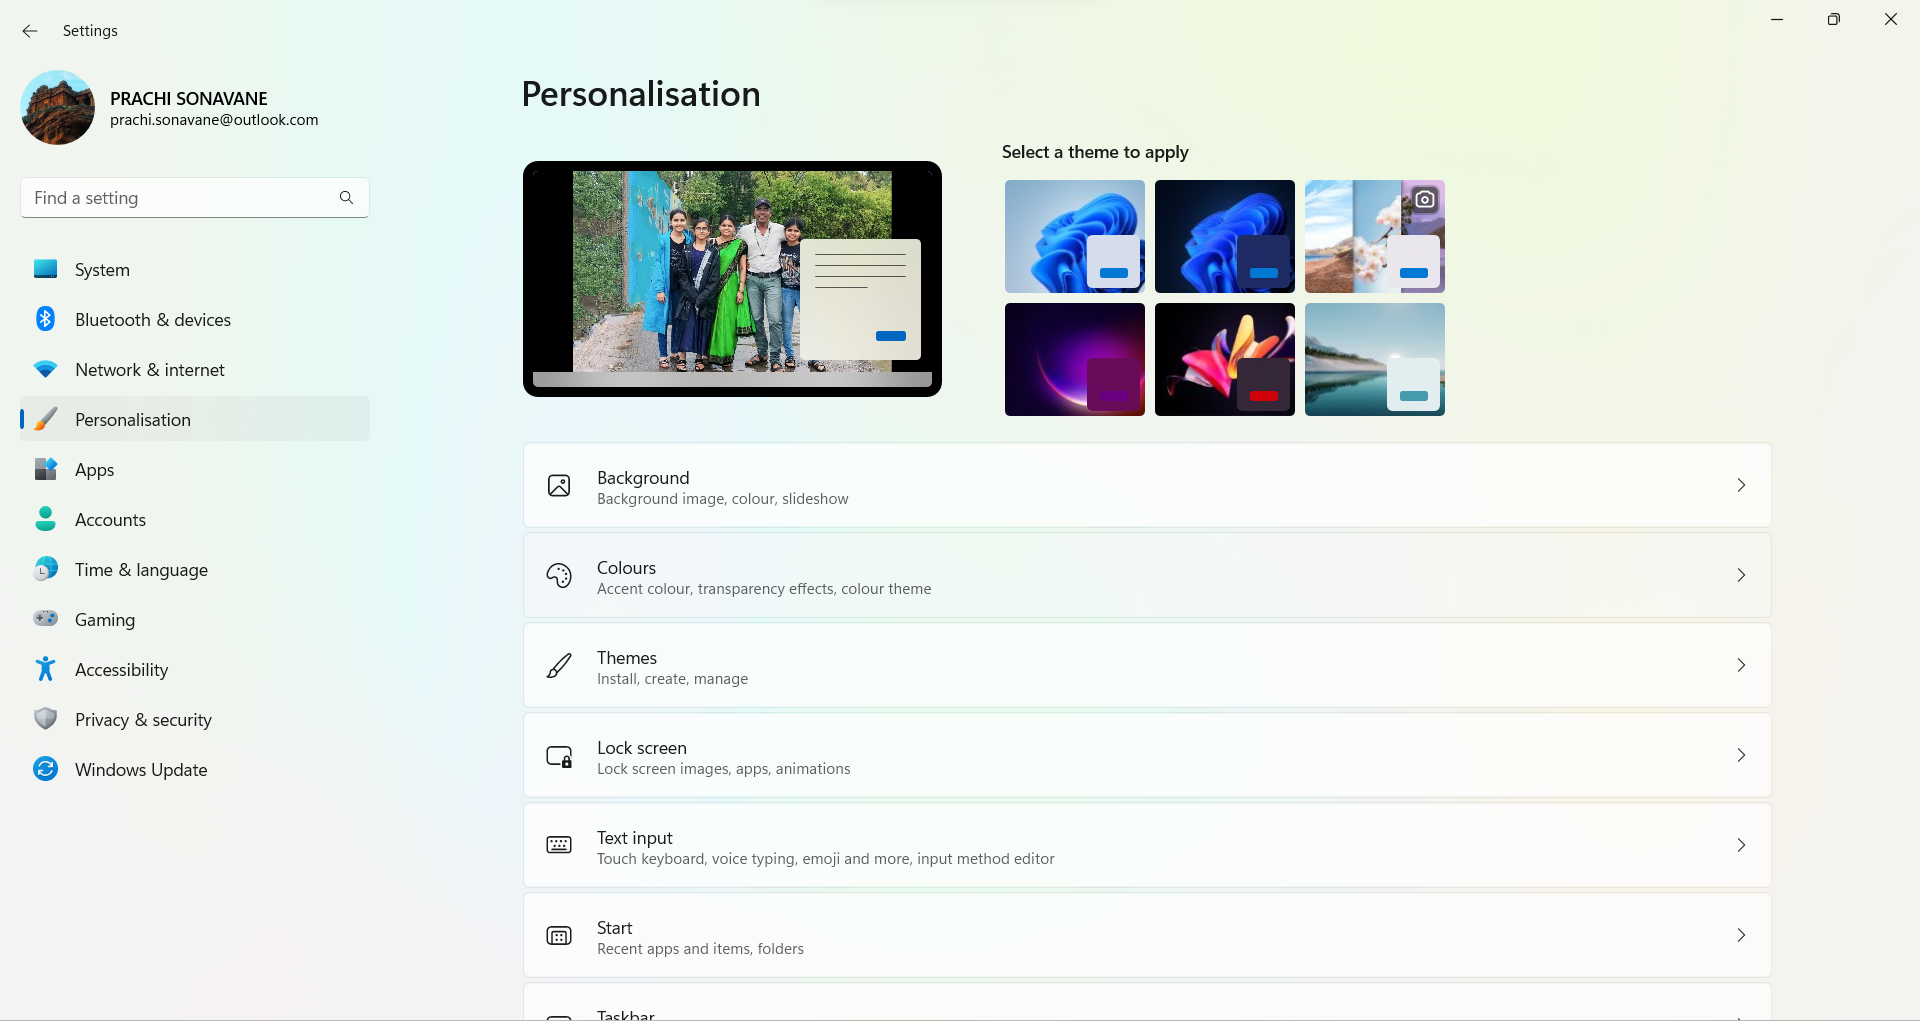 Settings
PRACHI SONAVANE
prachi.sonavane@outlook.com
Find a setting
System
Bluetooth & devices
Network & internet
Personalisation
Apps
Accounts
Time & language
Gaming
Accessibility
Privacy & security
Windows Update
Personalisation
Select a theme to apply
Background
Background image, colour, slideshow
Colours
Accent colour, transparency effects, colour theme
Themes
Install, create, manage
Lock screen
Lock screen images, apps, animations
Text input
Touch keyboard, voice typing, emoji and more, input method editor
Start
Recent apps and items, folders
Taskbar